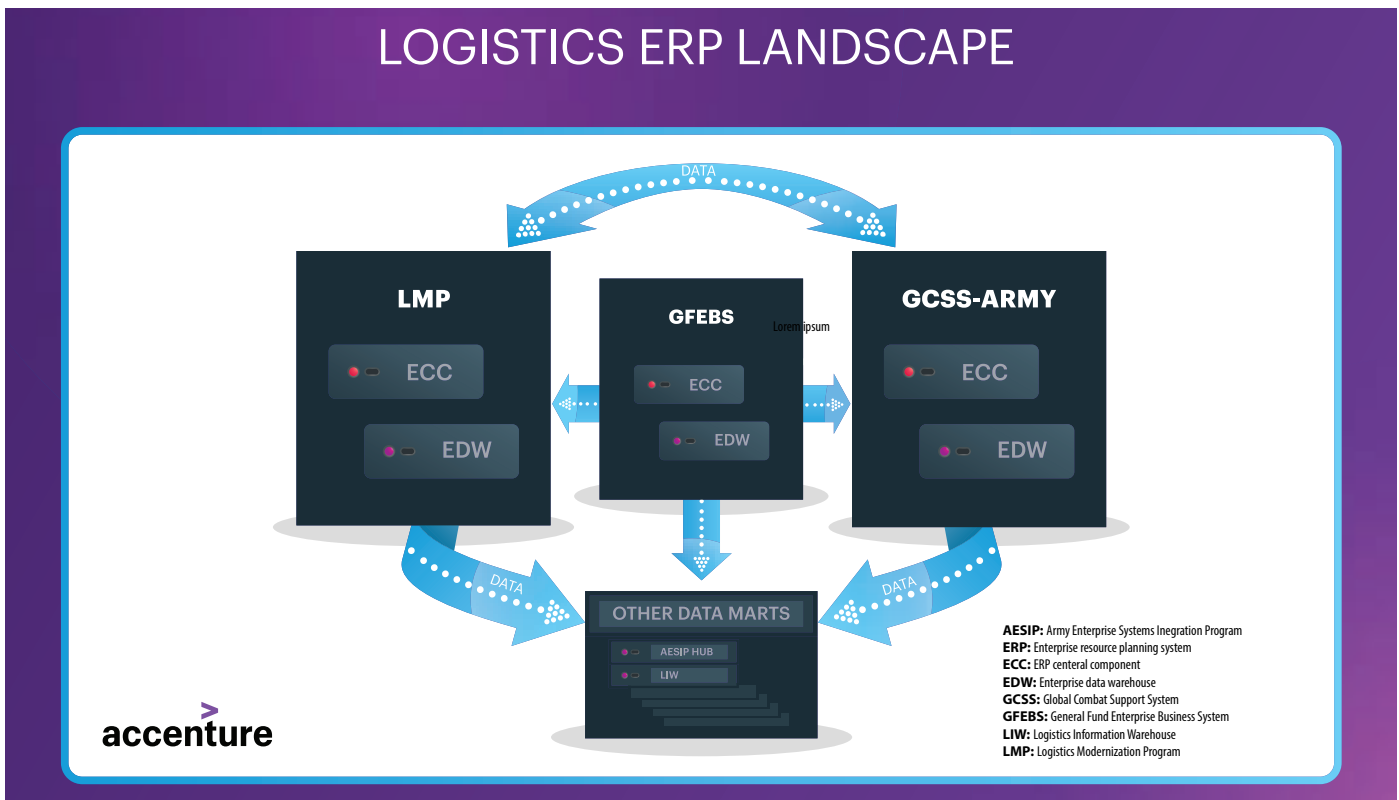 LOGISTICS ERP LANDSCAPE
DATA
LMP
ECC
EDW
GFEBS
Lorem ipsum
ECC
EDW
GCSS-ARMY
ECC
EDW
DATA
DATA
OTHER DATA MARTS
AESIP HUB
LIW
AESIP: Army Enterprise Systems Inegration Program
ERP: Enterprise resource planning system
ECC: ERP centeral component
EDW: Enterprise data warehouse
GCSS: Global Combat Support System
GFEBS: General Fund Enterprise Business System
LIW: Logistics Information Warehouse
LMP: Logistics Modernization Program
accenture